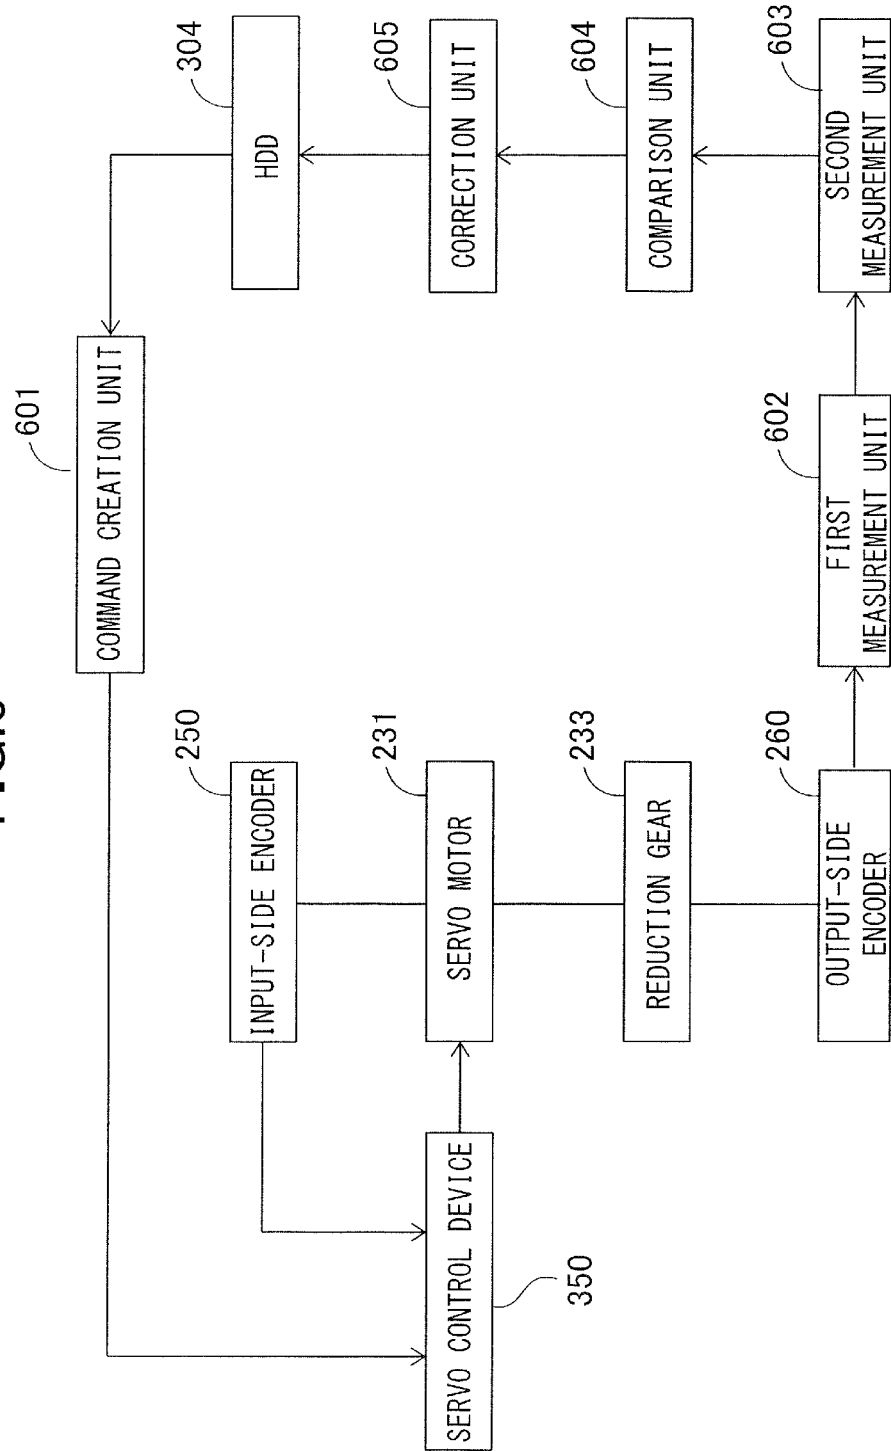 601
COMMAND CREATION UNIT
250
INPUT-SIDE ENCODER
304
HDD
SERVO CONTROL DEVICE
350
231
SERVO MOTOR
605
CORRECTION UNIT
233
REDUCTION GEAR
604
COMPARISON UNIT
260
OUTPUT-SIDE
ENCODER
602
FIRST
MEASUREMENT UNIT
603
SECOND
MEASUREMENT UNIT